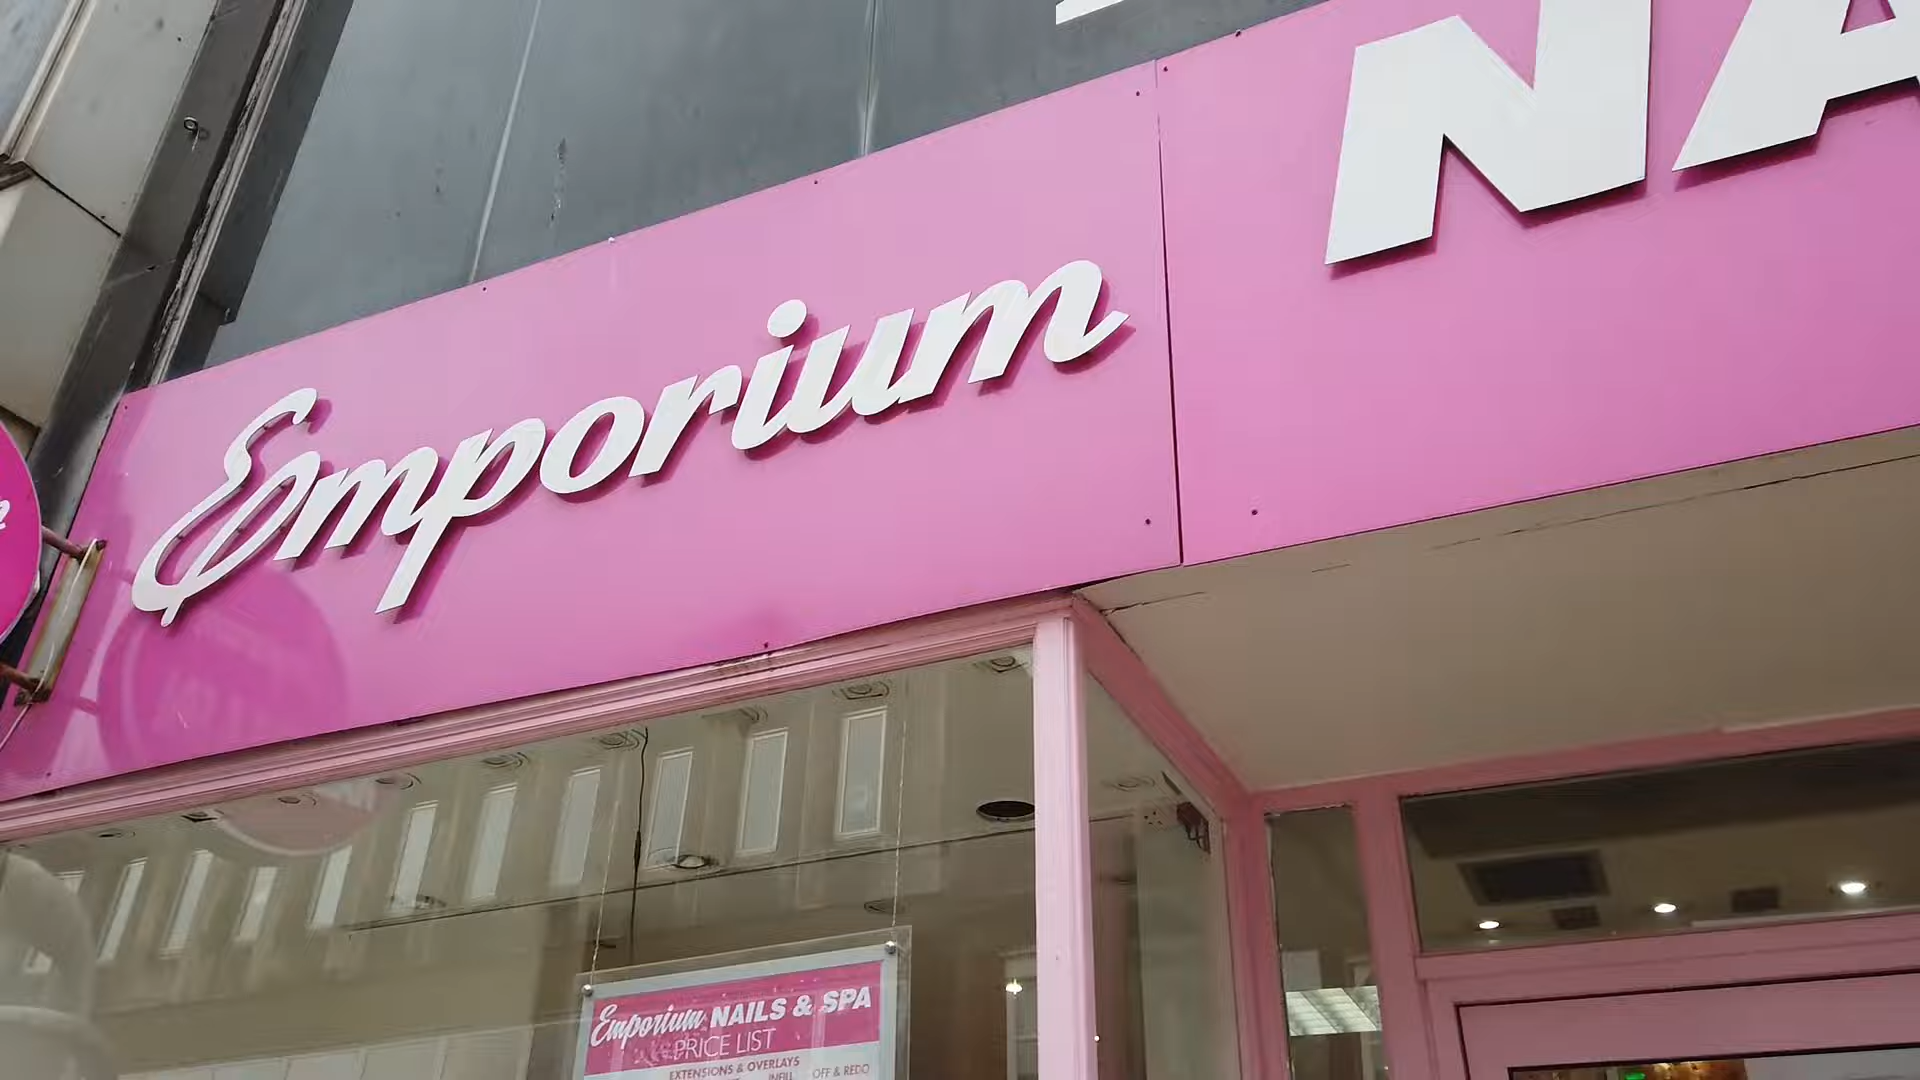 Emporium NA
Emporium NAILS & SPA
PRICE LIST
EXTENSIONS & OVERLAYS
INFILL OFF & REDO